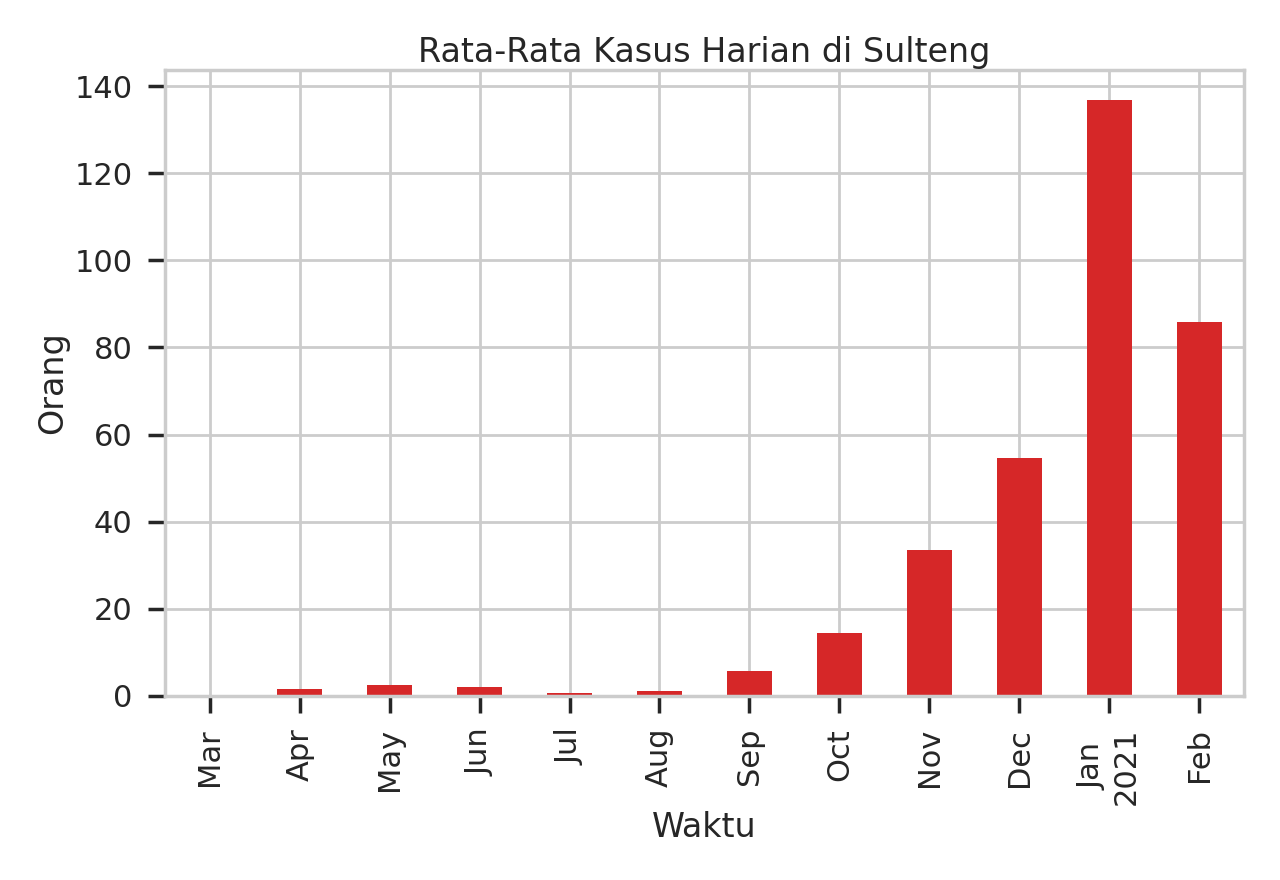 Rata-Rata Kasus Harian di Sulteng
140
120
100
80
60
40
20
0
Orang
Mar
Apr
May
Jun
Jul
Aug
Sep
Oct
Nov
Dec
Jan
2021
Feb
Waktu